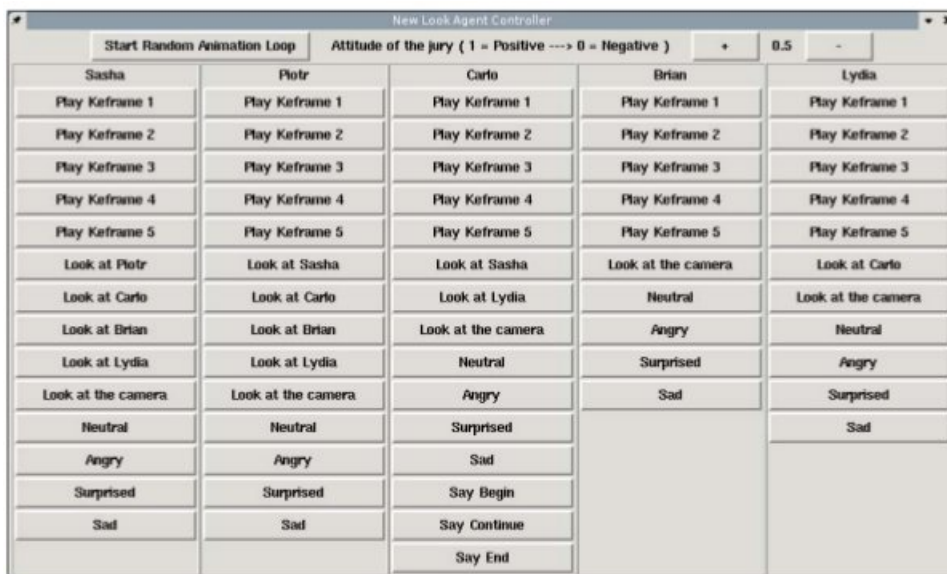 New Look Agent Controller
Start Random Animation Loop Attitude of the jury ( 1 = Positive ---> 0 = Negative ) + 0.5 -
Sasha Piotr Carlo Brian Lydia
Play Keframe 1 Play Keframe 1 Play Keframe 1 Play Keframe 1 Play Keframe 1
Play Keframe 2 Play Keframe 2 Play Keframe 2 Play Keframe 2 Play Keframe 2
Play Keframe 3 Play Keframe 3 Play Keframe 3 Play Keframe 3 Play Keframe 3
Play Keframe 4 Play Keframe 4 Play Keframe 4 Play Keframe 4 Play Keframe 4
Play Keframe 5 Play Keframe 5 Play Keframe 5 Play Keframe 5 Play Keframe 5
Look at Piotr Look at Sasha Look at Sasha Look at the camera Look at Carlo
Look at Carlo Look at Carlo Look at Lydia Neutral Look at the camera
Look at Brian Look at Brian Look at the camera Angry Neutral
Look at Lydia Look at Lydia Neutral Surprised Angry
Look at the camera Look at the camera Angry Sad Surprised
Neutral Neutral Surprised Sad
Angry Angry Sad
Surprised Surprised Say Begin
Sad Sad Say Continue
Say End